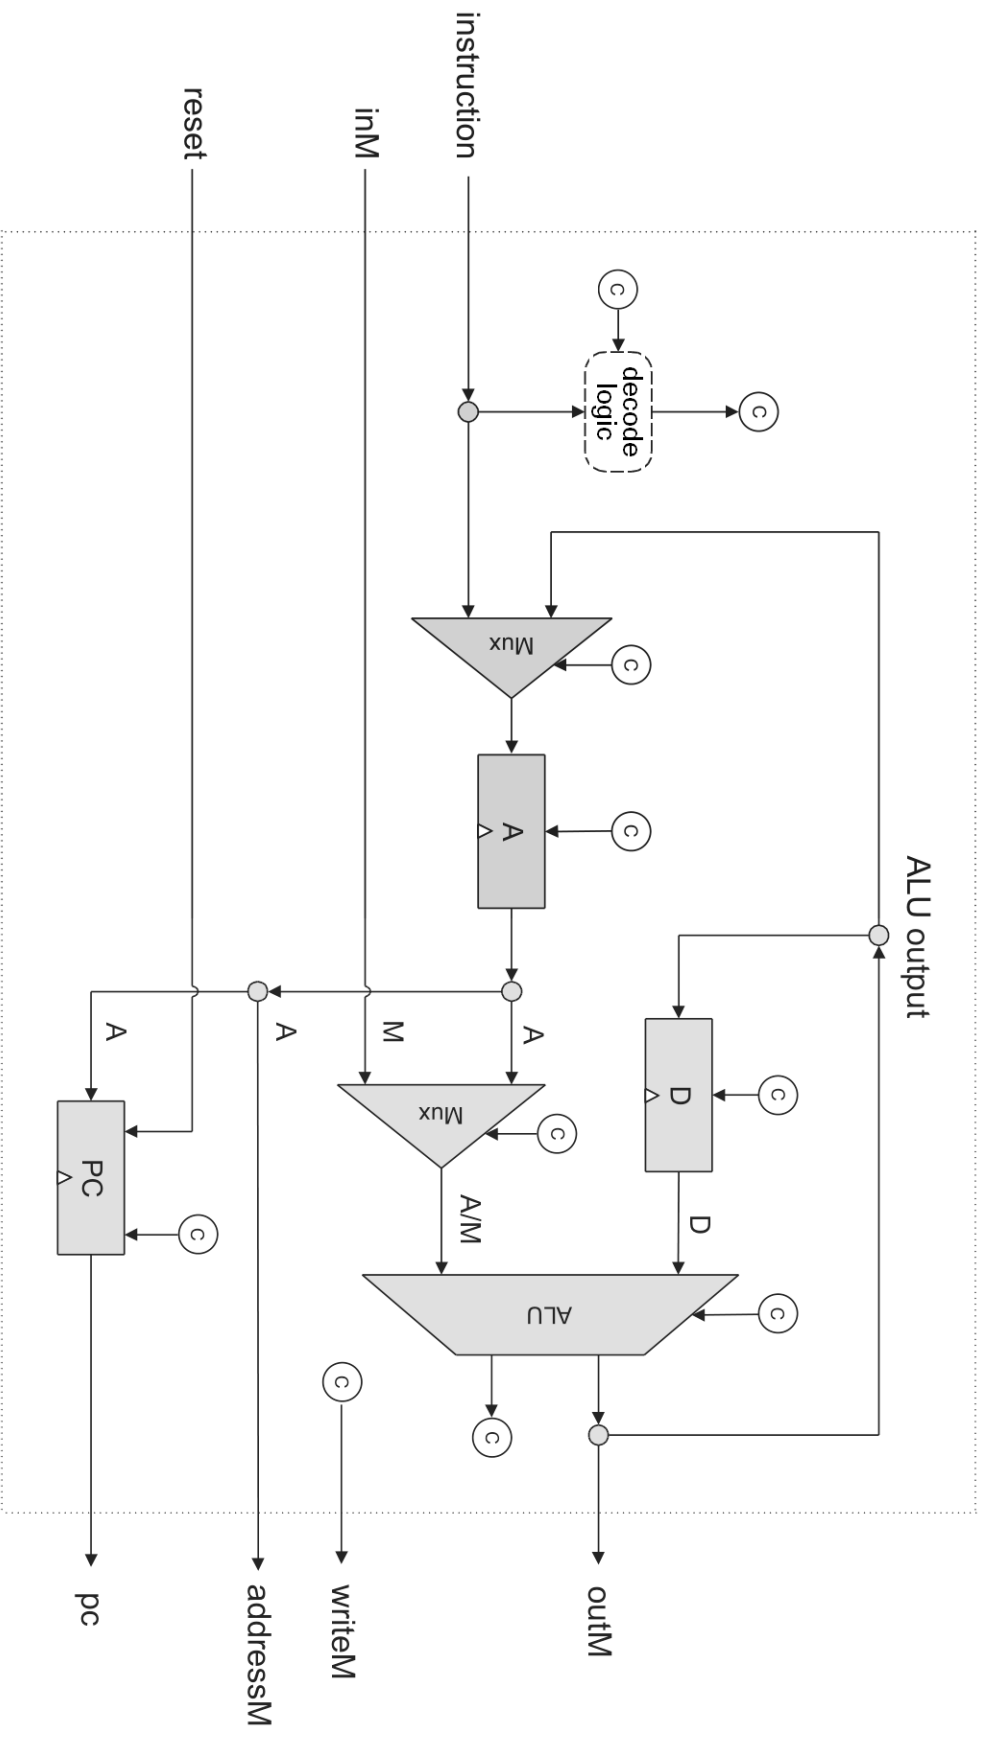 ALU output
C
decode
logic
C
C
Mux
C
A
C
D
C
D
ALU
C
C
outM
instruction
A
Mux
C
A/M
inM
M
C
writeM
A
addressM
reset
A
PC
C
pc